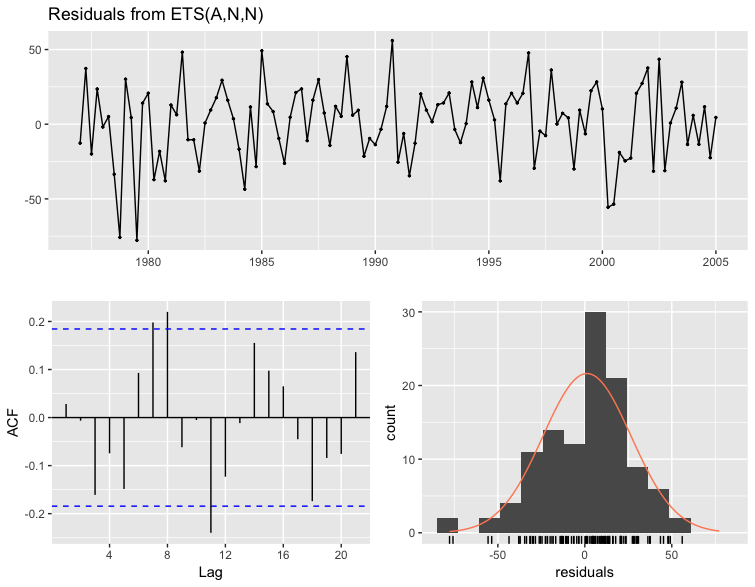 Residuals from ETS(A,N,N)
50
0
-50
1980 1985 1990 1995 2000 2005
0.2
0.1
0.0
-0.1
-0.2
ACF
4 8 12 16 20
Lag
30
20
10
0
count
-50 0 50
residuals